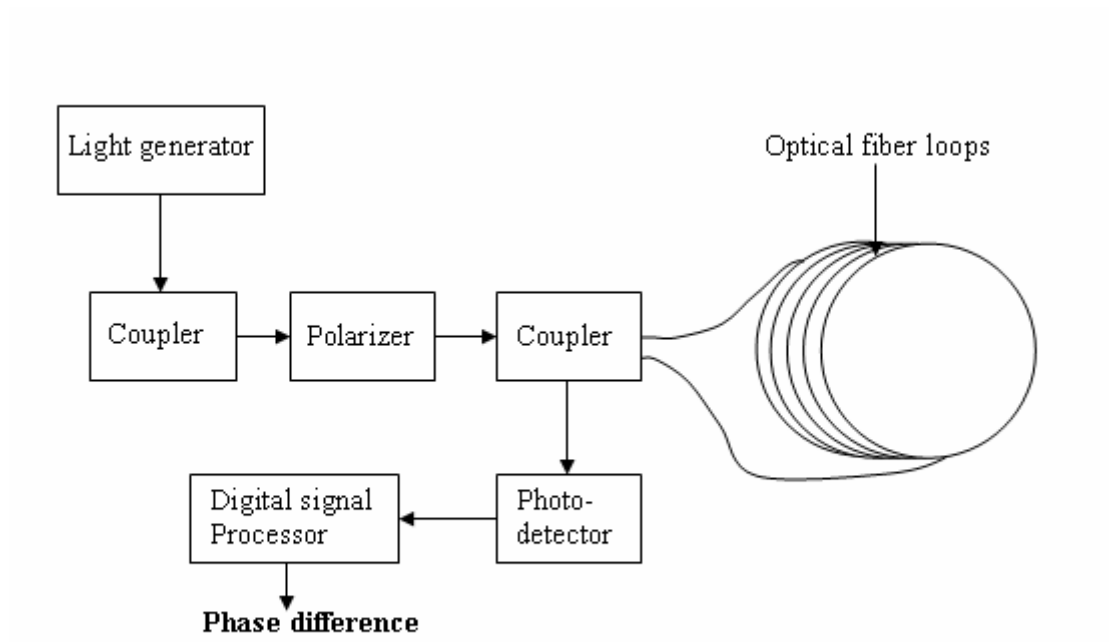 Light generator
Optical fiber loops
Coupler
Polarizer
Coupler
Digital signal
Processor
Photo-
detector
Phase difference